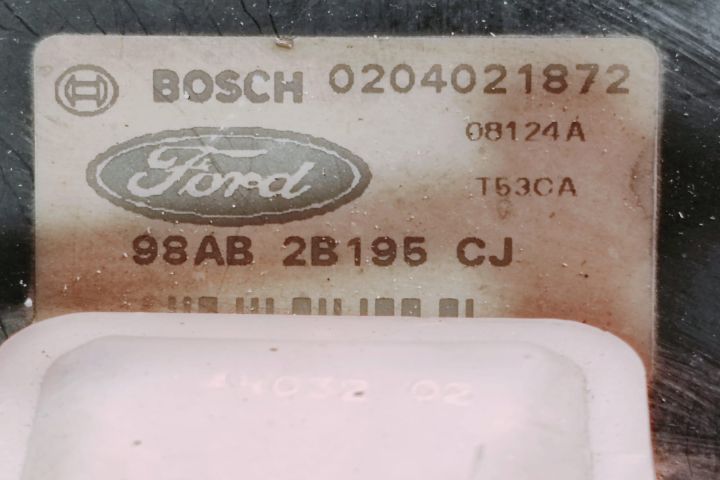 BOSCH 0204021872
08124A
Ford
T53CA
98AB 2B195 CJ